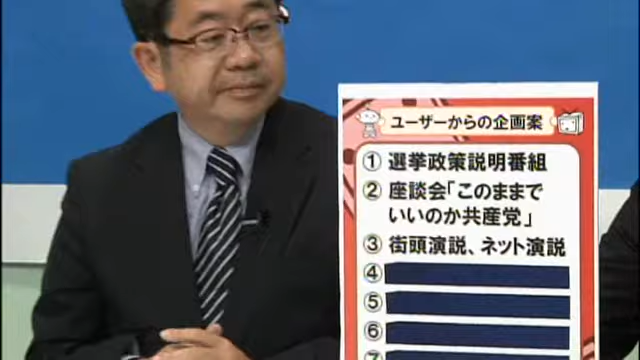 ユーザーからの企画案
① 選挙政策説明番組
② 座談会「このままで
いいのか共産党」
③ 街頭演説、ネット演説
④
⑤
⑥
⑦